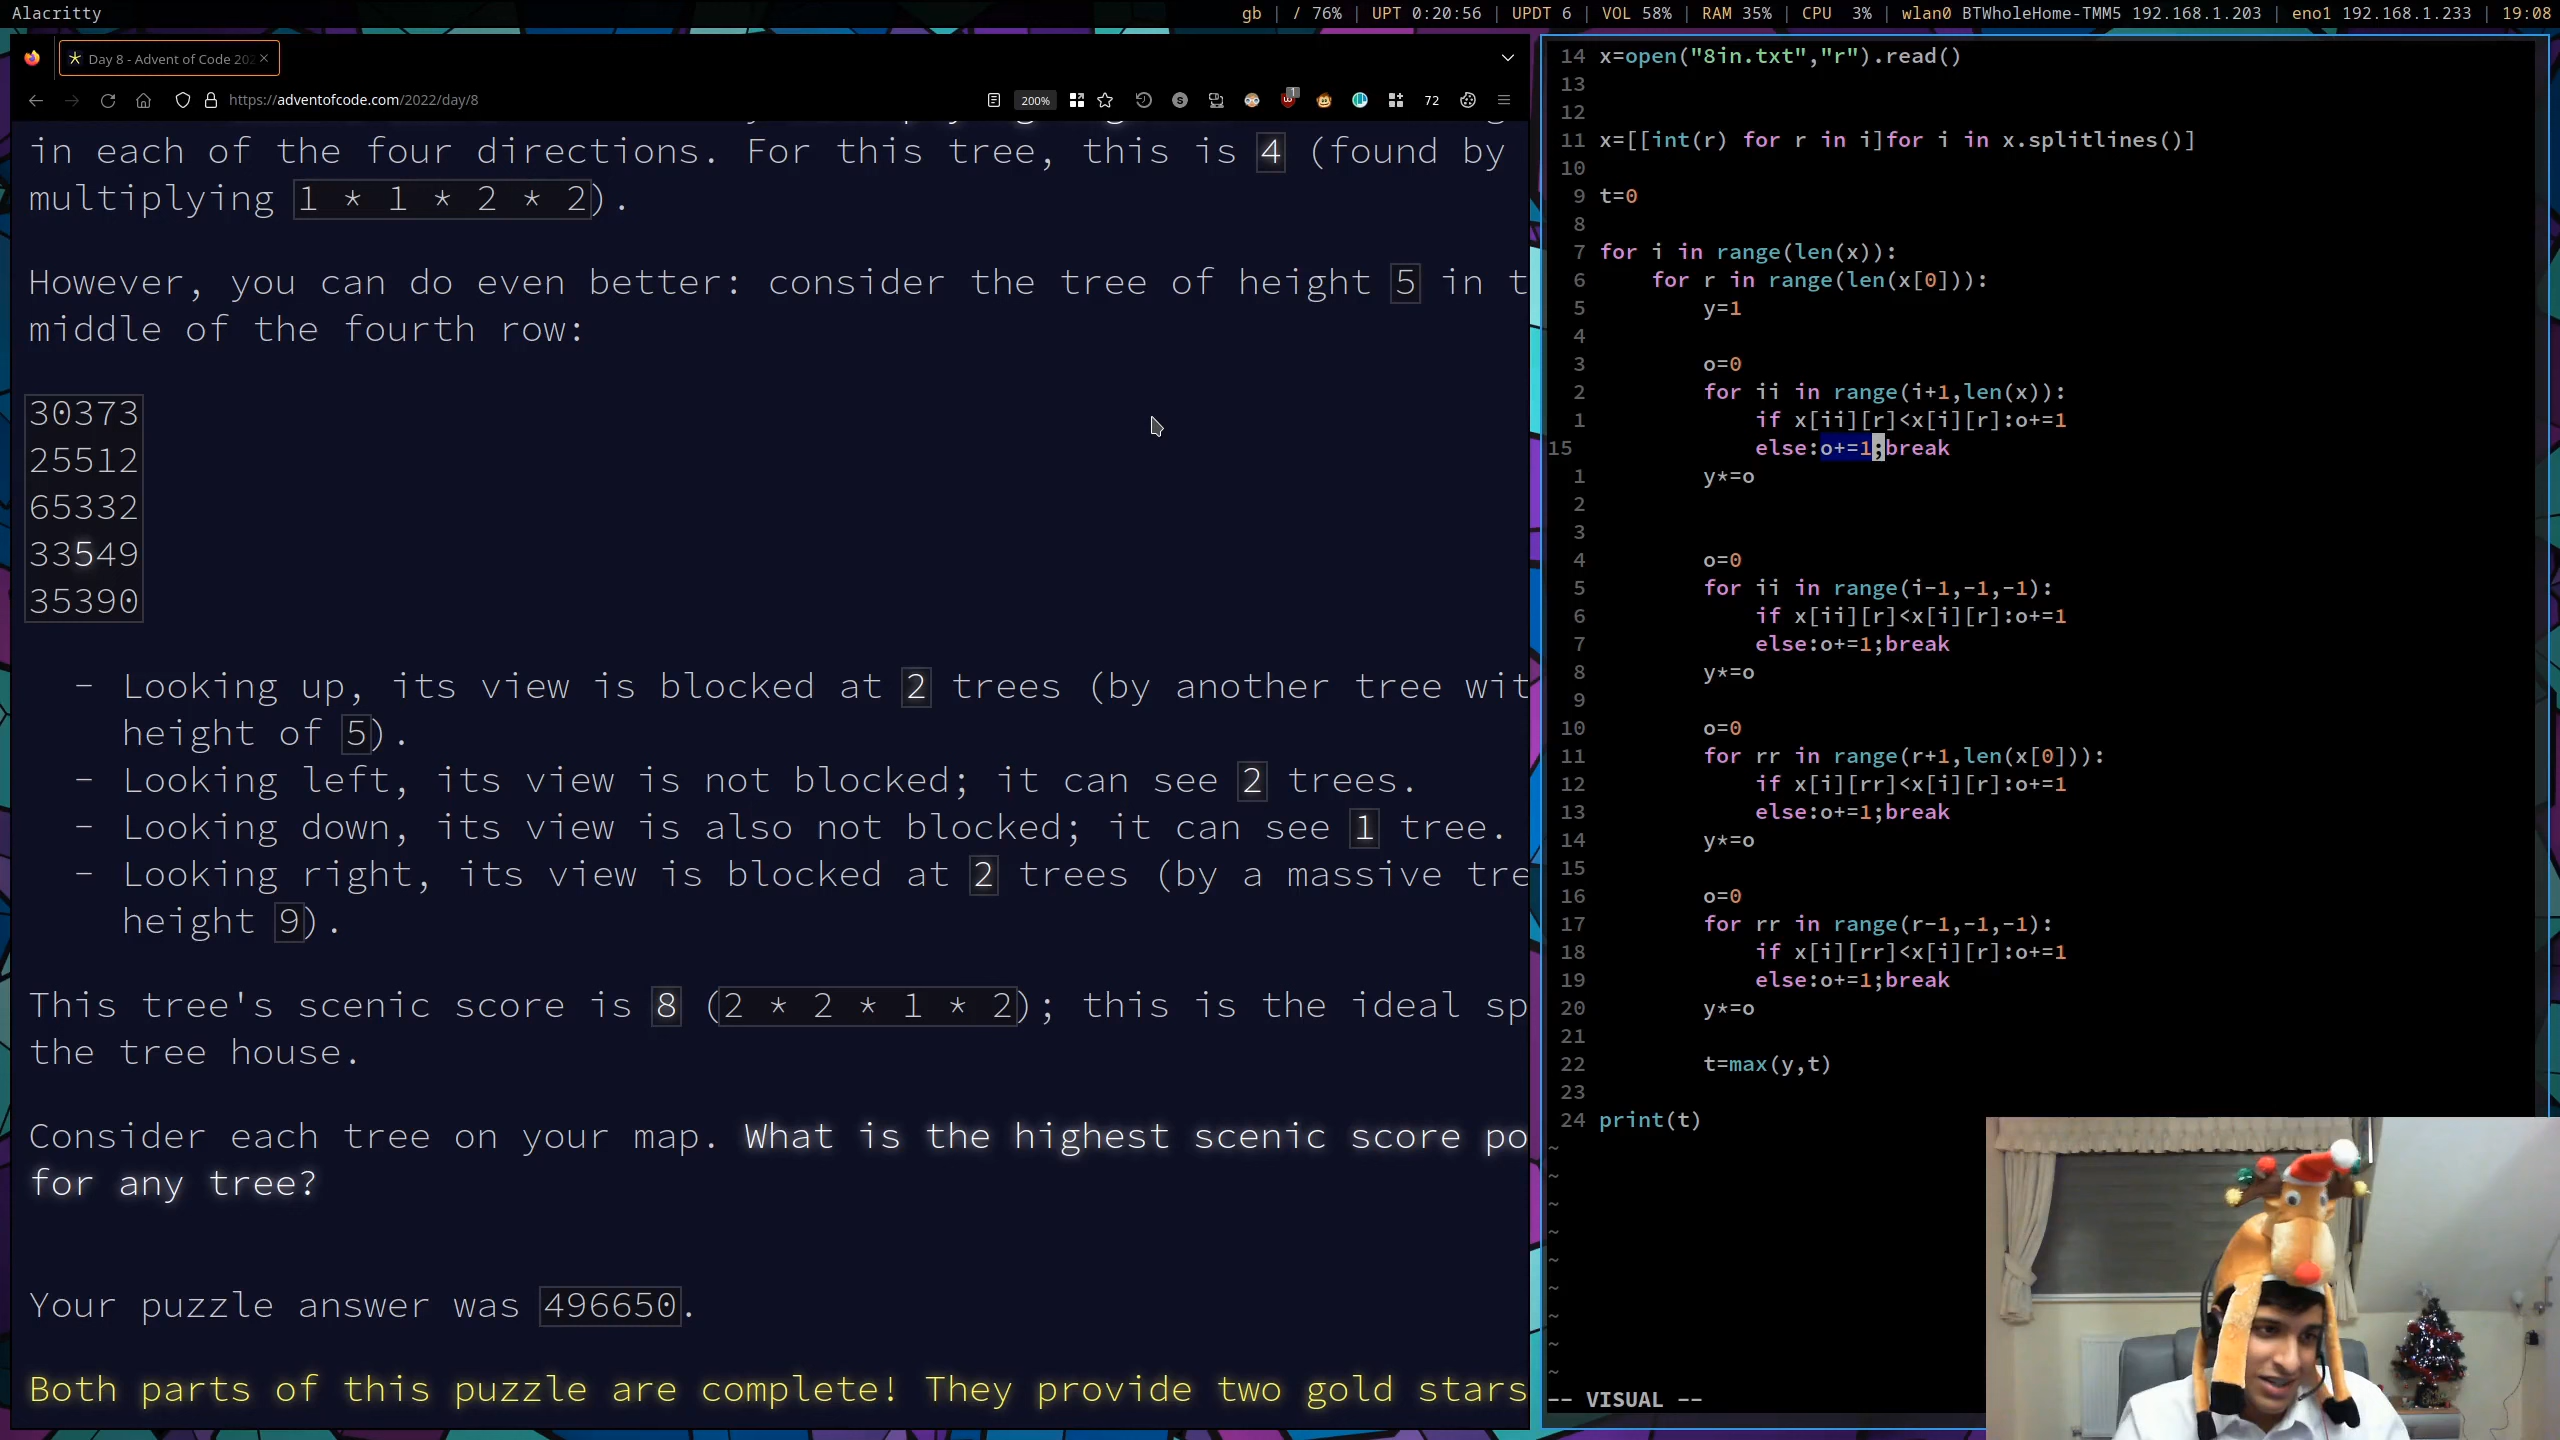 Alacritty
gb | / 76% | UPT 0:20:56 | UPDT 6 | VOL 58% | RAM 35% | CPU 3% | wlan0 BTWholeHome-TMM5 192.168.1.203 | eno1 192.168.1.233 | 19:08
Day 8 - Advent of Code 202
https://adventofcode.com/2022/day/8
200%
1
72
in each of the four directions. For this tree, this is 4 (found by
multiplying 1 * 1 * 2 * 2).
However, you can do even better: consider the tree of height 5 in t
middle of the fourth row:
30373
25512
65332
33549
35390
- Looking up, its view is blocked at 2 trees (by another tree wit
height of 5).
- Looking left, its view is not blocked; it can see 2 trees.
- Looking down, its view is also not blocked; it can see 1 tree.
- Looking right, its view is blocked at 2 trees (by a massive tre
height 9).
This tree's scenic score is 8 (2 * 2 * 1 * 2); this is the ideal sp
the tree house.
Consider each tree on your map. What is the highest scenic score po
for any tree?
Your puzzle answer was 496650.
Both parts of this puzzle are complete! They provide two gold stars
14 x=open("8in.txt","r").read()
13
12
11 x=[[int(r) for r in i]for i in x.splitlines()]
10
9 t=0
8
7 for i in range(len(x)):
6     for r in range(len(x[0])):
5         y=1
4
3         o=0
2         for ii in range(i+1,len(x)):
1             if x[ii][r]<x[i][r]:o+=1
15             else:o+=1;break
1         y*=o
2
3
4         o=0
5         for ii in range(i-1,-1,-1):
6             if x[ii][r]<x[i][r]:o+=1
7             else:o+=1;break
8         y*=o
9
10         o=0
11         for rr in range(r+1,len(x[0])):
12             if x[i][rr]<x[i][r]:o+=1
13             else:o+=1;break
14         y*=o
15
16         o=0
17         for rr in range(r-1,-1,-1):
18             if x[i][rr]<x[i][r]:o+=1
19             else:o+=1;break
20         y*=o
21
22         t=max(y,t)
23
24 print(t)
~
~
~
~
~
~
~
~
~
-- VISUAL --